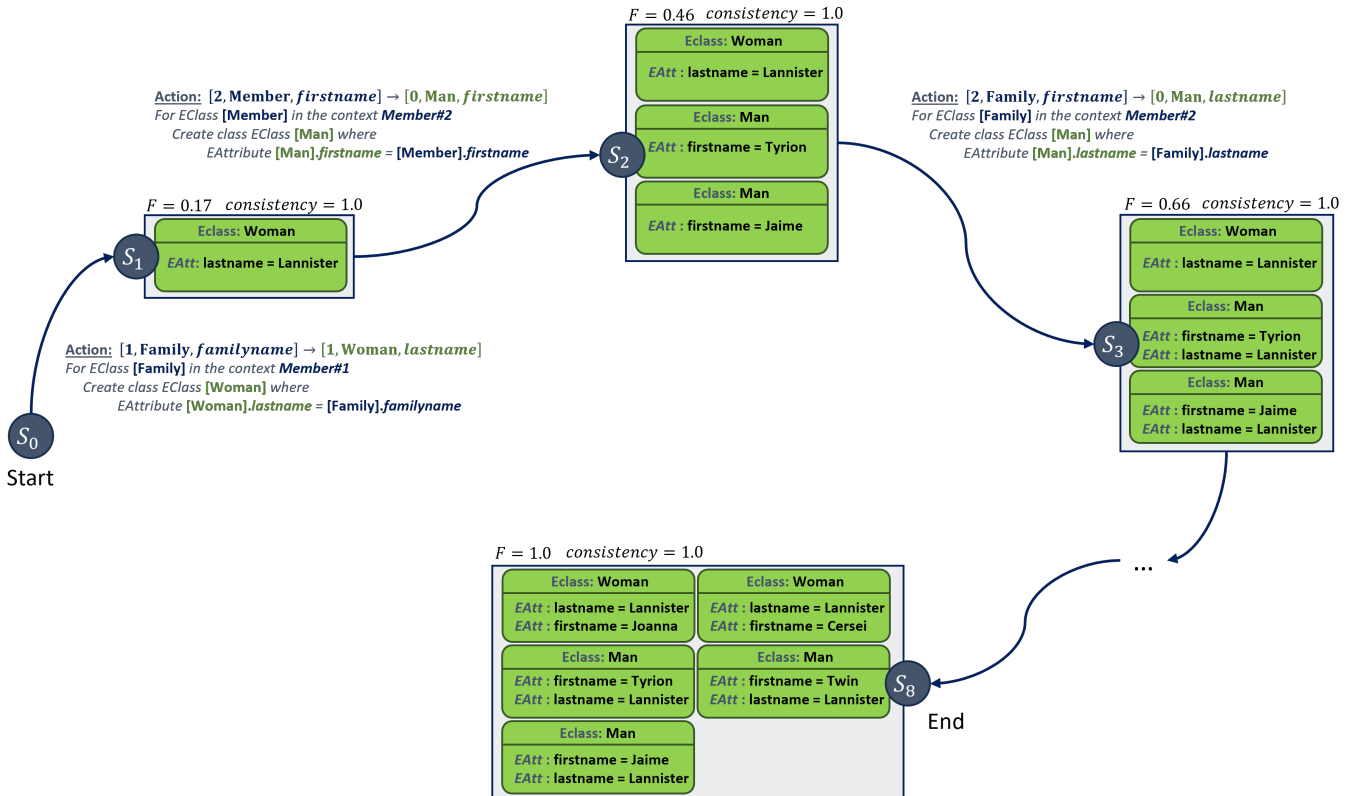 F = 0.46 consistency = 1.0
Eclass: Woman
EAtt : lastname = Lannister
Eclass: Man
EAtt : firstname = Tyrion
Eclass: Man
EAtt : firstname = Jaime
S₂
Action: [2, Member, firstname] → [0, Man, firstname]
For EClass [Member] in the context Member#2
Create class EClass [Man] where
EAttribute [Man].firstname = [Member].firstname
Action: [2, Family, firstname] → [0, Man, lastname]
For EClass [Family] in the context Member#2
Create class EClass [Man] where
EAttribute [Man].lastname = [Family].lastname
F = 0.17 consistency = 1.0
Eclass: Woman
EAtt: lastname = Lannister
S₁
F = 0.66 consistency = 1.0
Eclass: Woman
EAtt : lastname = Lannister
Eclass: Man
EAtt : firstname = Tyrion
EAtt : lastname = Lannister
Eclass: Man
EAtt : firstname = Jaime
EAtt : lastname = Lannister
S₃
Action: [1, Family, familyname] → [1, Woman, lastname]
For EClass [Family] in the context Member#1
Create class EClass [Woman] where
EAttribute [Woman].lastname = [Family].familyname
S₀
Start
...
F = 1.0 consistency = 1.0
Eclass: Woman
EAtt : lastname = Lannister
EAtt : firstname = Joanna
Eclass: Woman
EAtt : lastname = Lannister
EAtt : firstname = Cersei
Eclass: Man
EAtt : firstname = Tyrion
EAtt : lastname = Lannister
Eclass: Man
EAtt : firstname = Twin
EAtt : lastname = Lannister
Eclass: Man
EAtt : firstname = Jaime
EAtt : lastname = Lannister
S₈
End